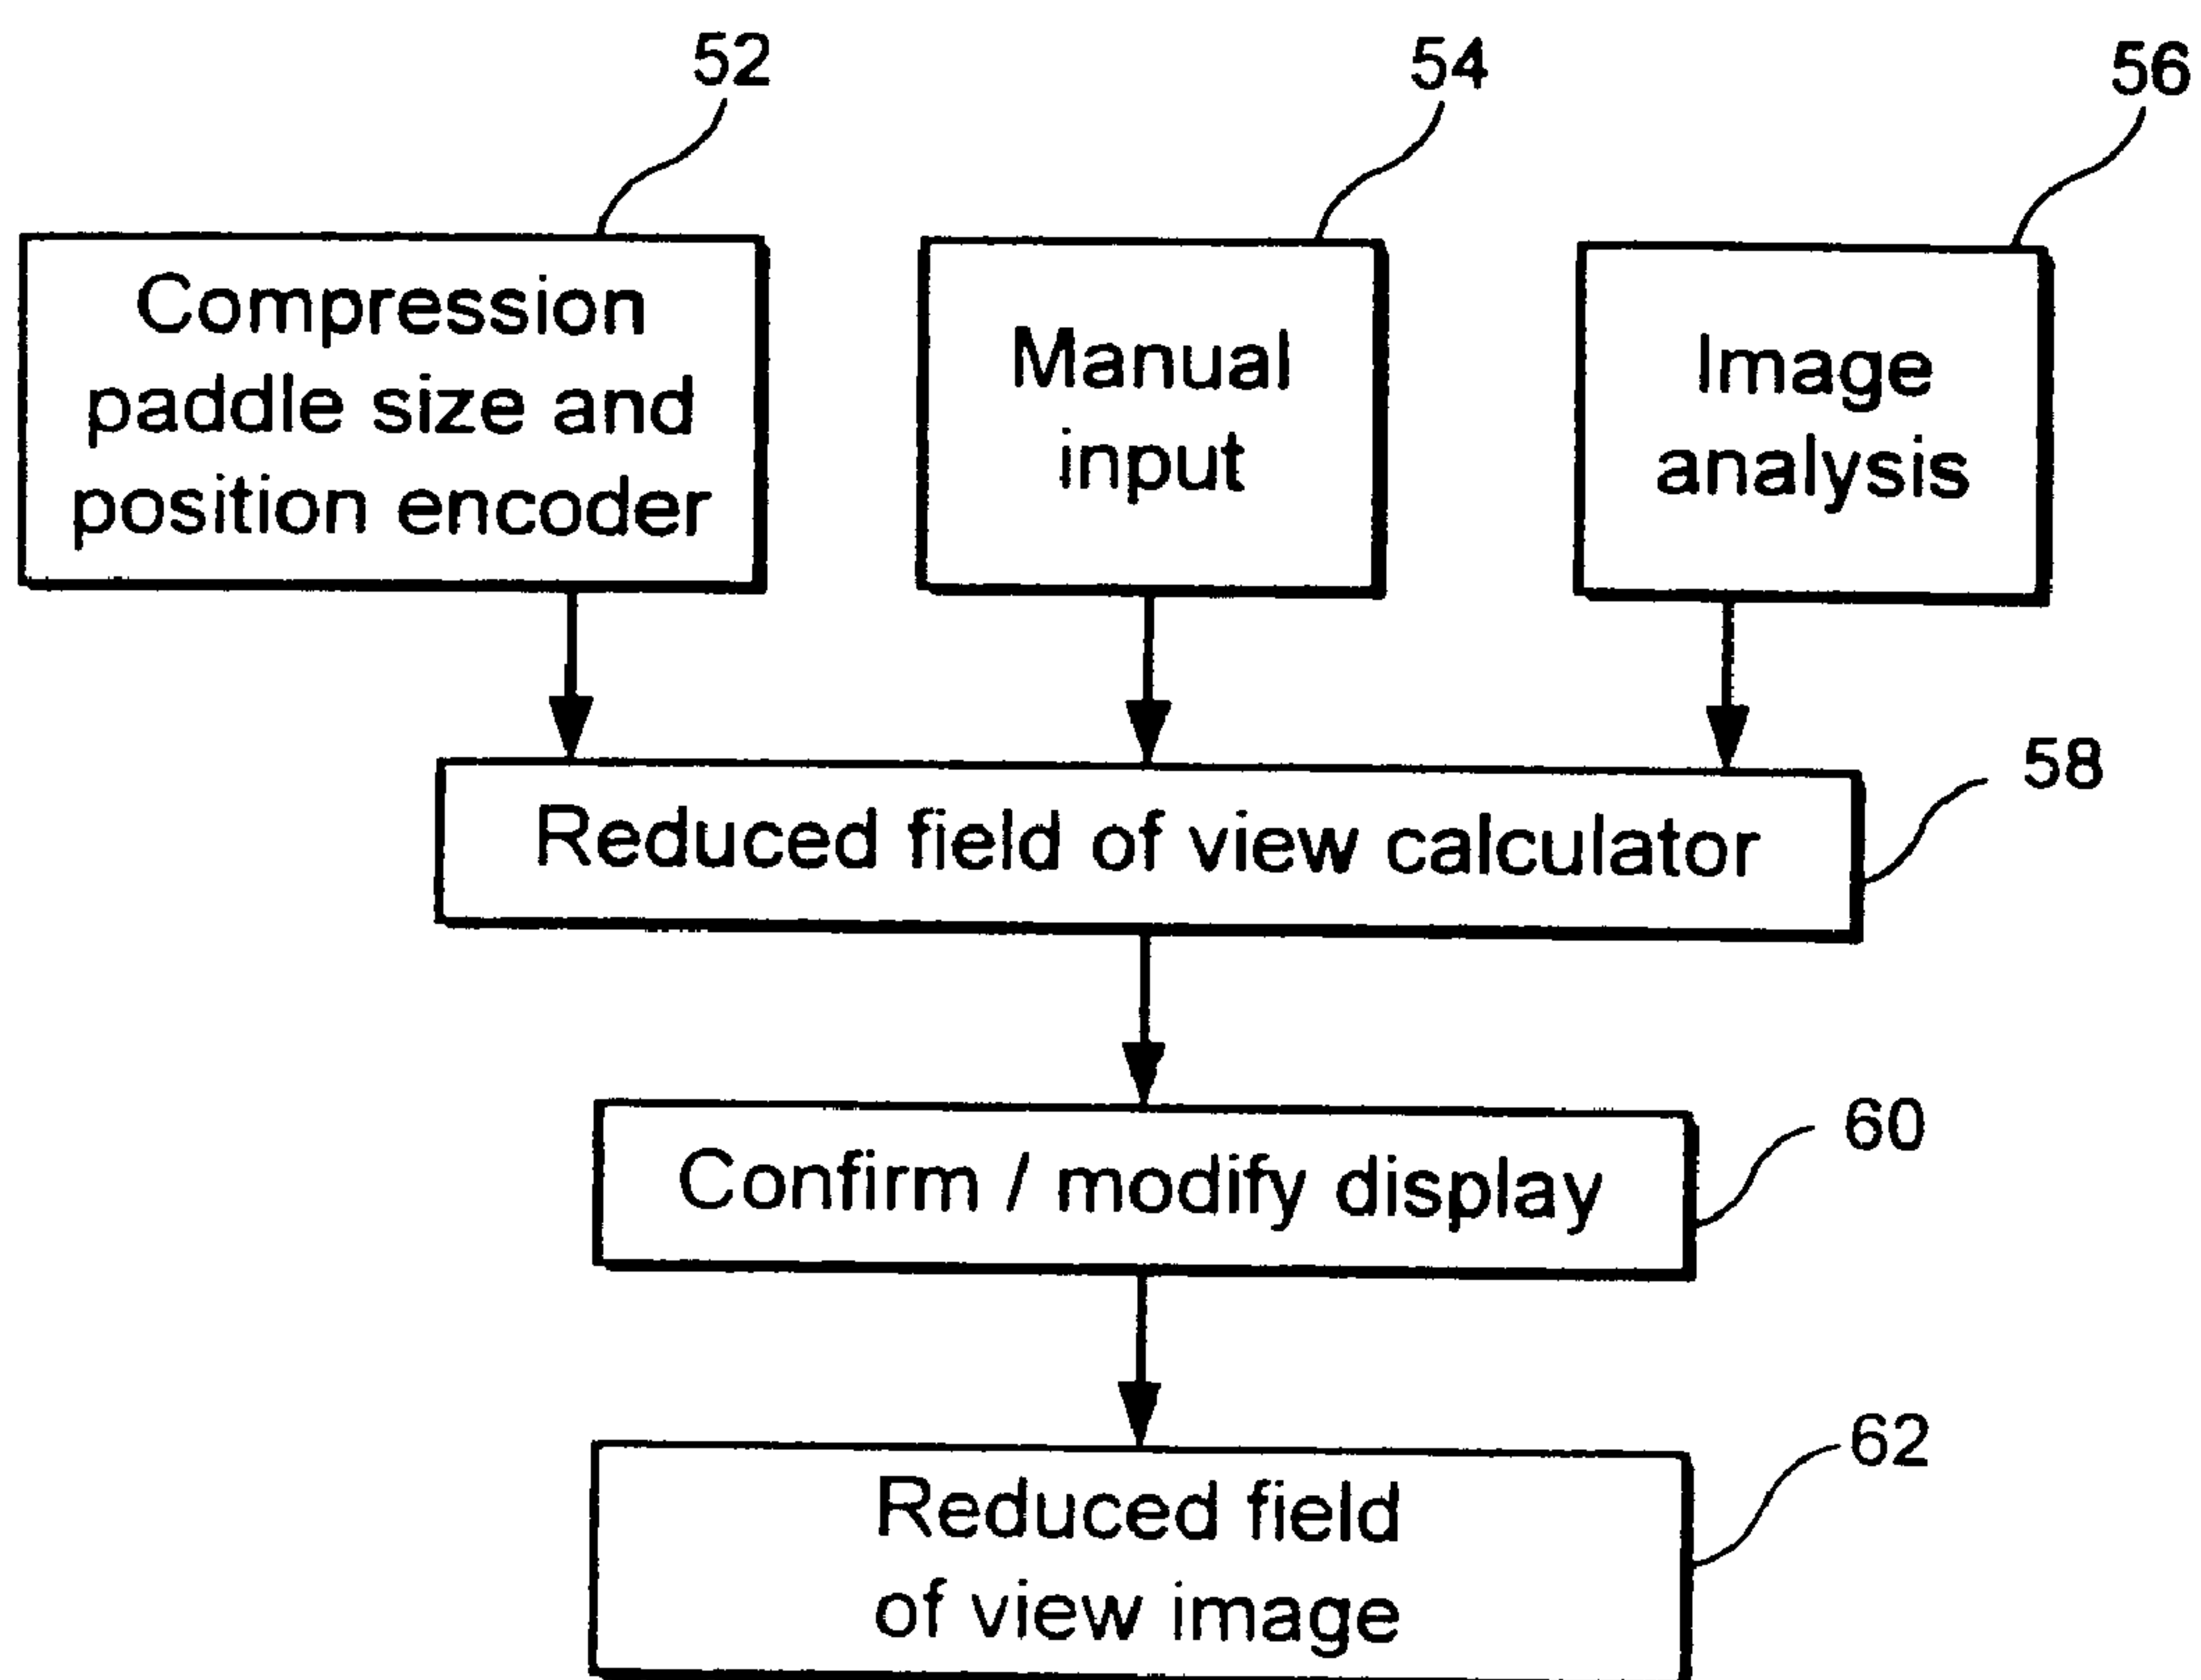 52
54
56
Compression
paddle size and
position encoder
Manual
input
Image
analysis
58
Reduced field of view calculator
60
Confirm / modify display
62
Reduced field
of view image